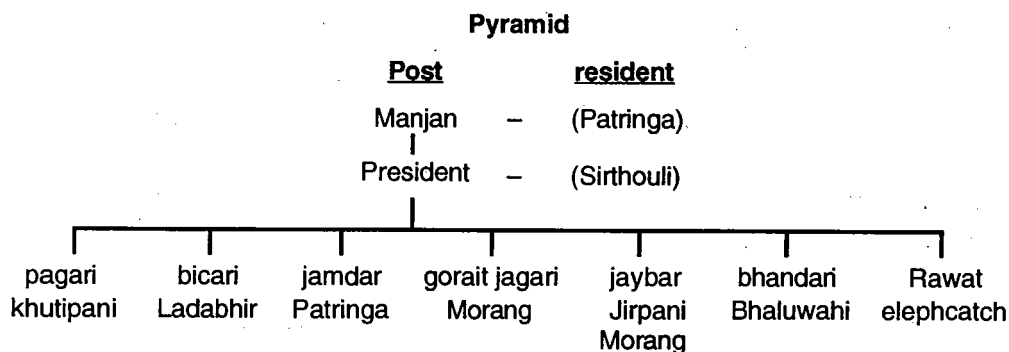 Pyramid
Post resident
Manjan – (Patringa)
President – (Sirthouli)
pagari bicari jamdar gorait jagari jaybar bhandari Rawat
khutipani Ladabhir Patringa Morang Jirpani Bhaluwahi elephcatch
Morang